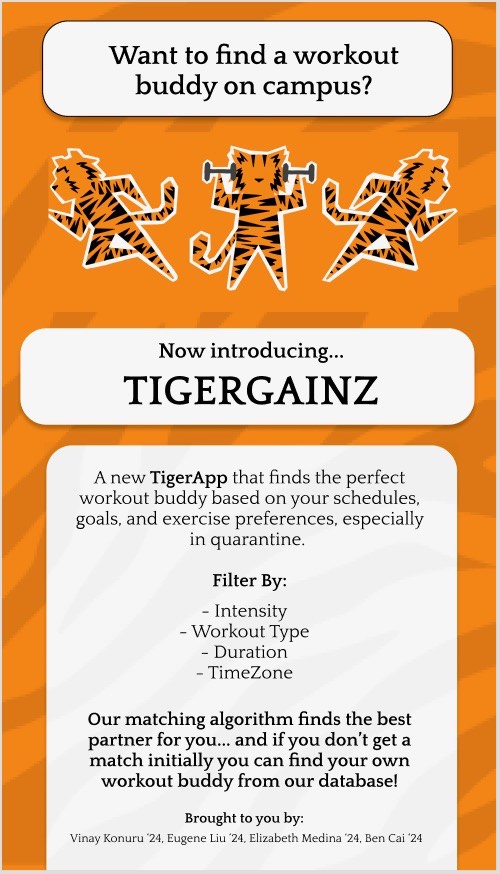 Want to find a workout
buddy on campus?
Now introducing...
TIGERGAINZ
A new TigerApp that finds the perfect
workout buddy based on your schedules,
goals, and exercise preferences, especially
in quarantine.
Filter By:
- Intensity
- Workout Type
- Duration
- TimeZone
Our matching algorithm finds the best
partner for you... and if you don’t get a
match initially you can find your own
workout buddy from our database!
Brought to you by:
Vinay Konuru ‘24, Eugene Liu ‘24, Elizabeth Medina ‘24, Ben Cai ‘24